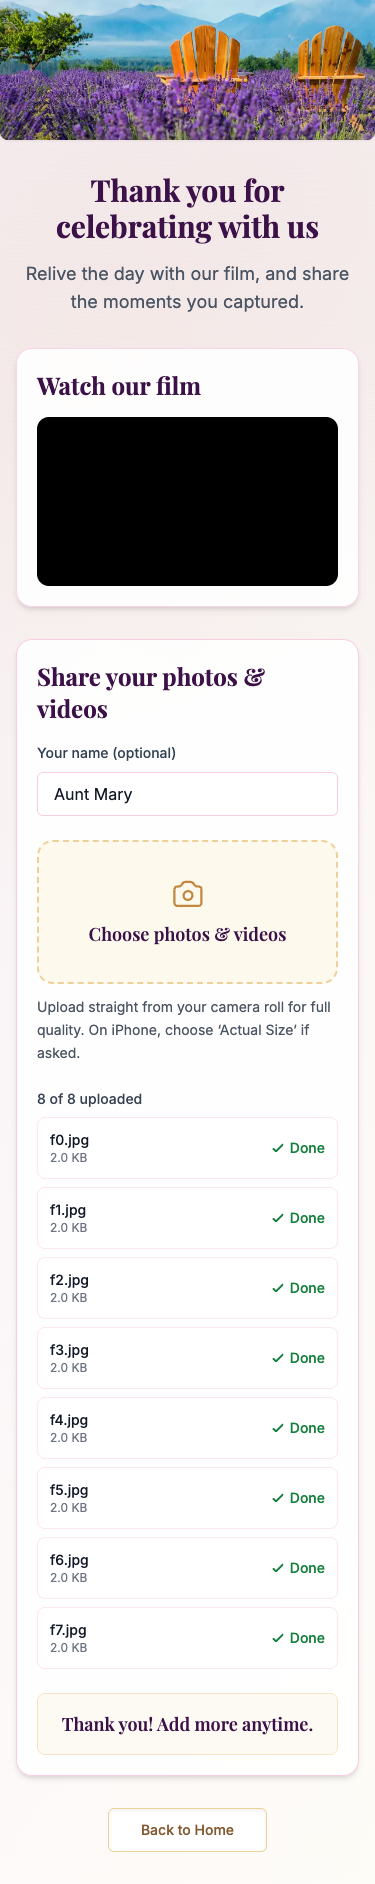 Thank you for
celebrating with us
Relive the day with our film, and share
the moments you captured.
Watch our film
Share your photos &
videos
Your name (optional)
Aunt Mary
Choose photos & videos
Upload straight from your camera roll for full
quality. On iPhone, choose ‘Actual Size’ if
asked.
8 of 8 uploaded
f0.jpg
2.0 KB
Done
f1.jpg
2.0 KB
Done
f2.jpg
2.0 KB
Done
f3.jpg
2.0 KB
Done
f4.jpg
2.0 KB
Done
f5.jpg
2.0 KB
Done
f6.jpg
2.0 KB
Done
f7.jpg
2.0 KB
Done
Thank you! Add more anytime.
Back to Home